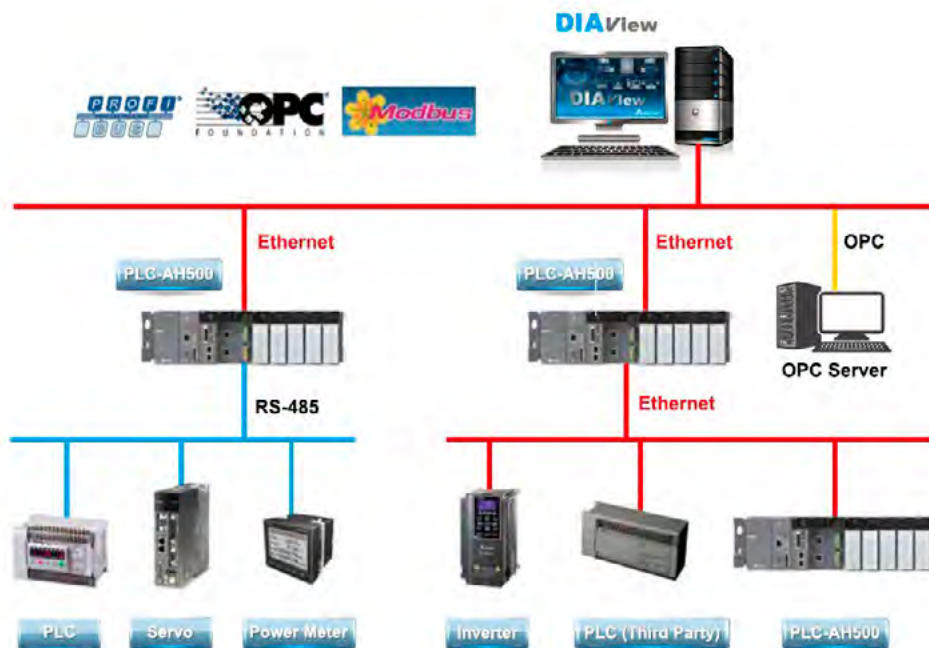 DIAView
PROFI
BUS
OPC
FOUNDATION
Modbus
DIAView
Ethernet
Ethernet
OPC
PLC-AH500
PLC-AH500
OPC Server
RS-485
Ethernet
PLC
Servo
Power Meter
Inverter
PLC (Third Party)
PLC-AH500